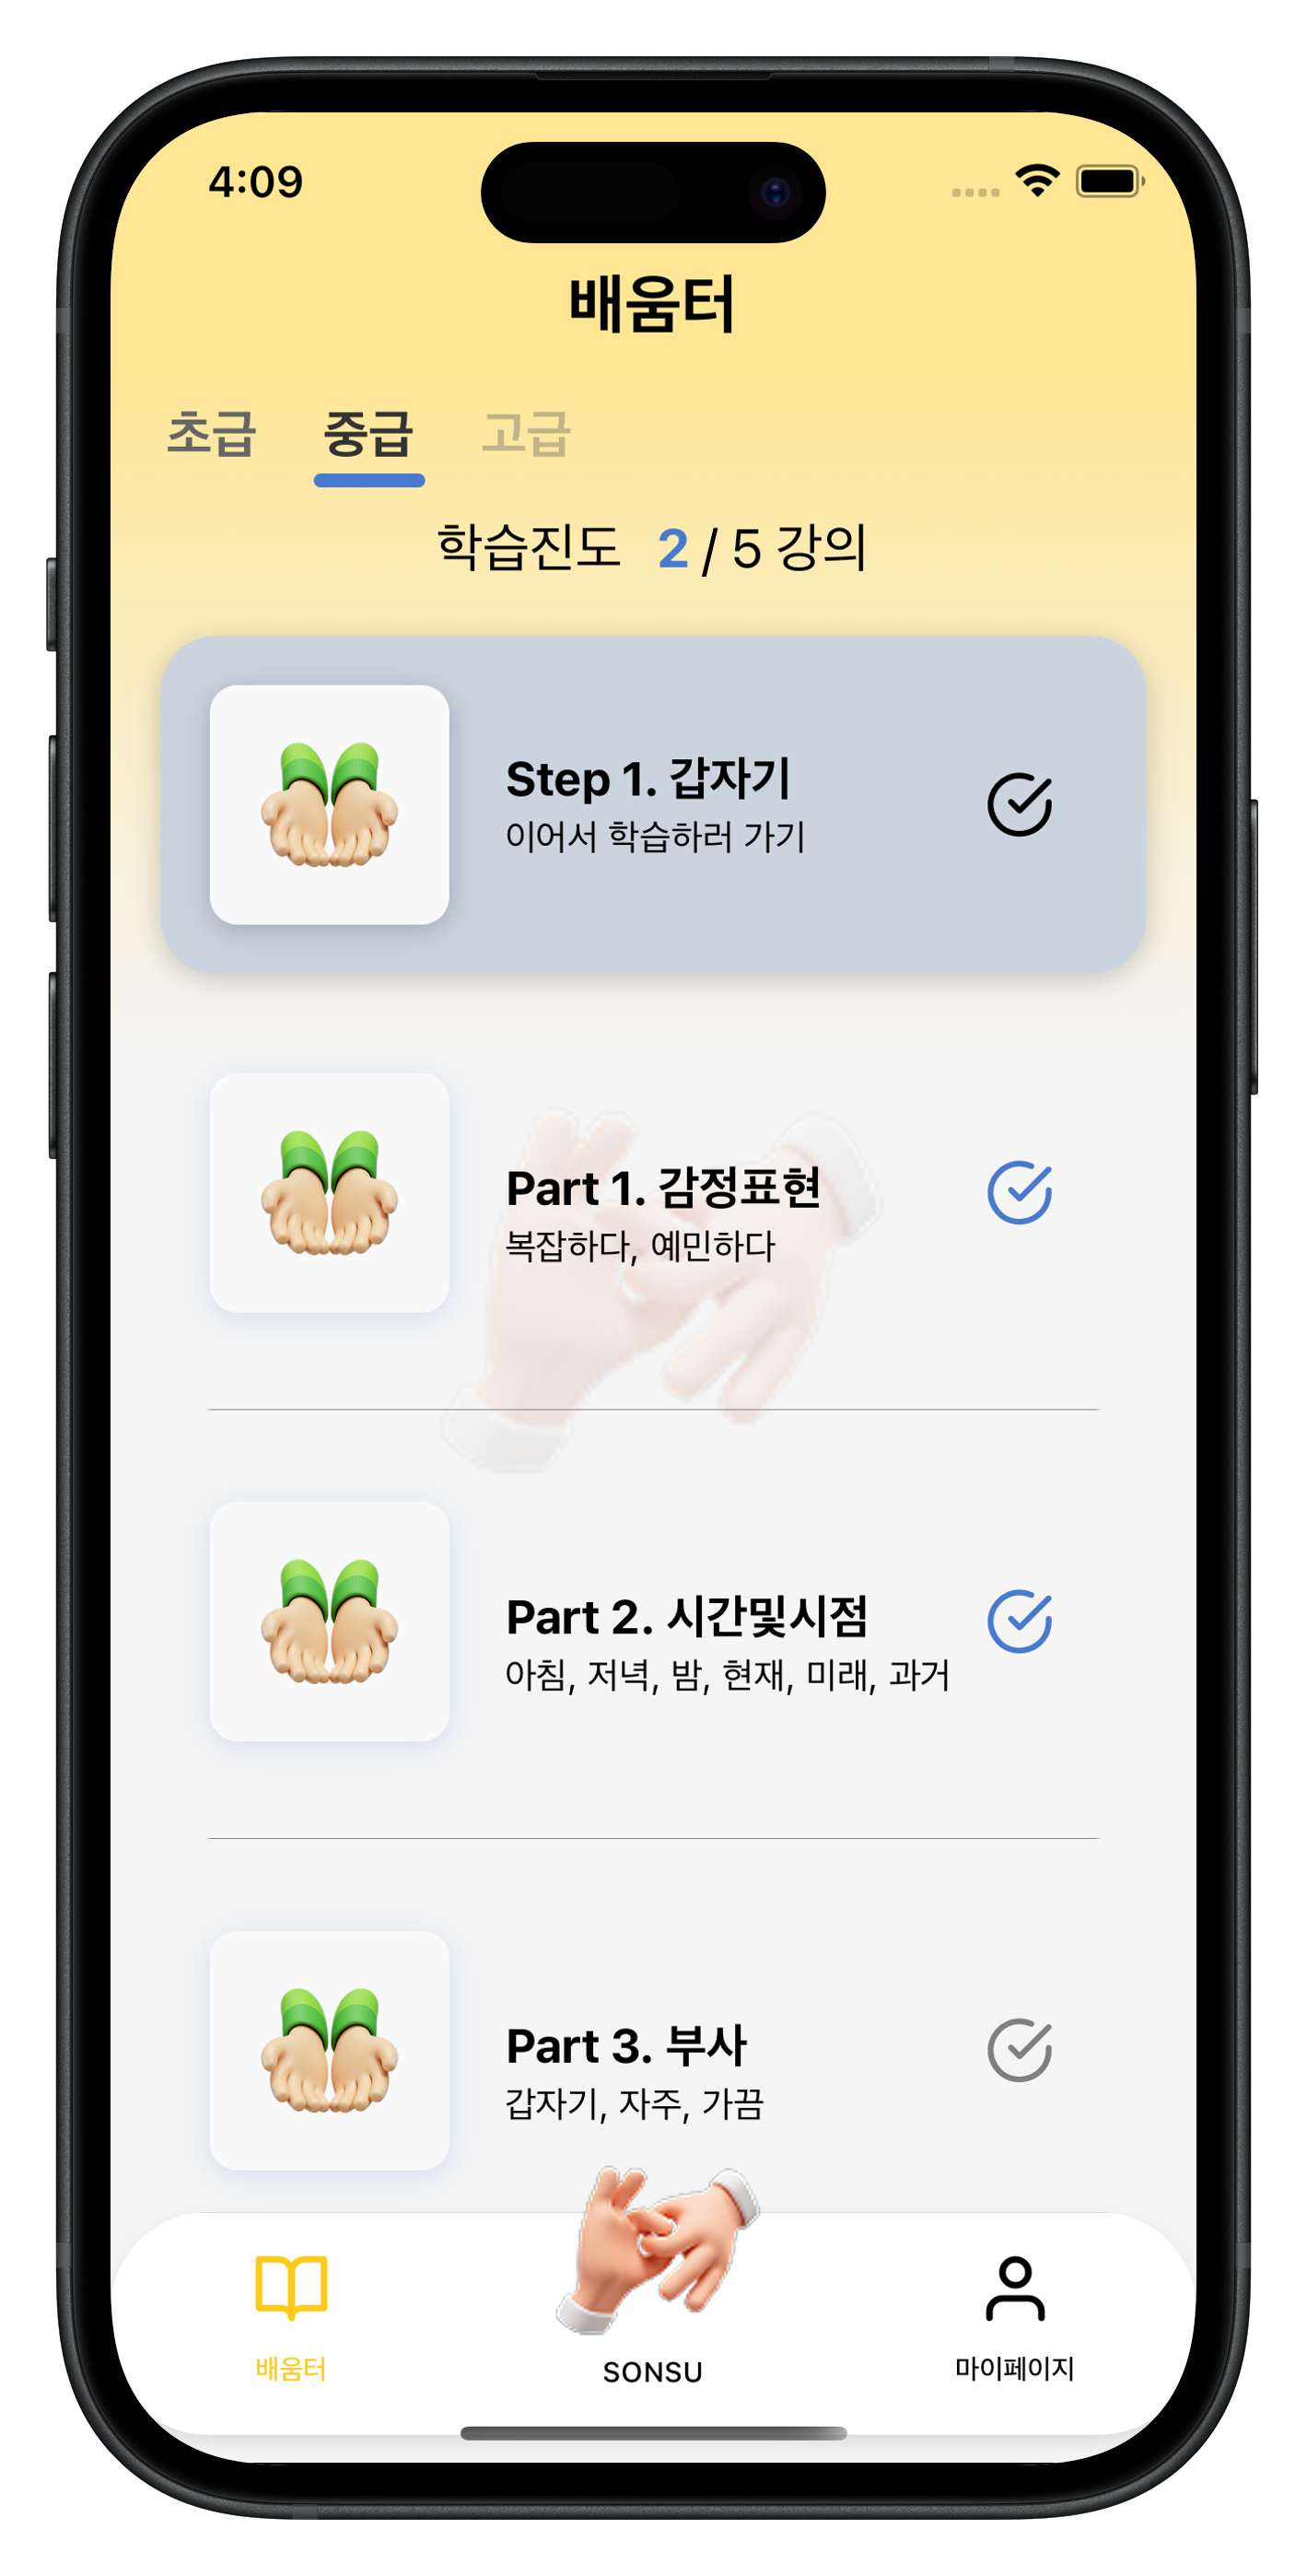 4:09
배움터
초급 중급 고급
학습진도 2 / 5 강의
Step 1. 갑자기
이어서 학습하러 가기
Part 1. 감정표현
복잡하다, 예민하다
Part 2. 시간및시점
아침, 저녁, 밤, 현재, 미래, 과거
Part 3. 부사
갑자기, 자주, 가끔
배움터 SONSU 마이페이지